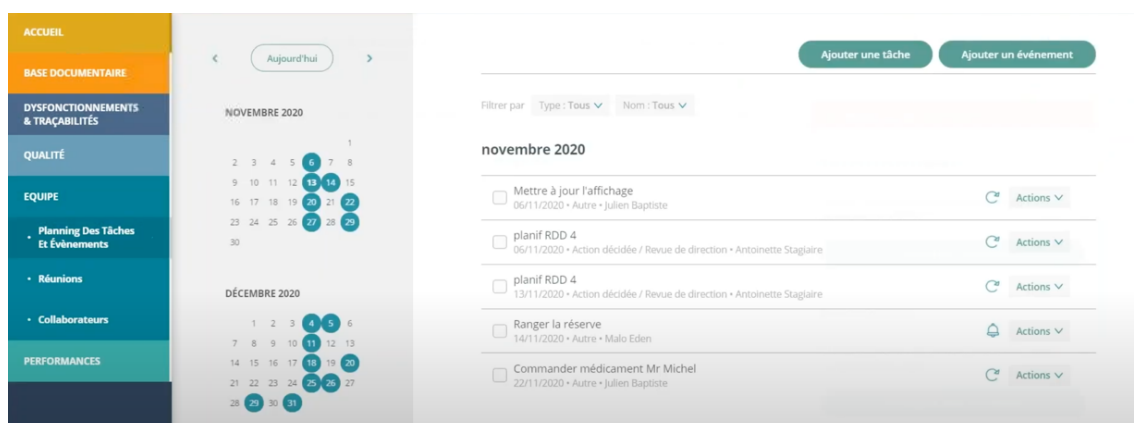 ACCUEIL
BASE DOCUMENTAIRE
DYSFONCTIONNEMENTS
& TRAÇABILITÉS
QUALITÉ
EQUIPE
• Planning Des Tâches
Et Évènements
• Réunions
• Collaborateurs
PERFORMANCES
< Aujourd'hui >
NOVEMBRE 2020
1
2 3 4 5 6 7 8
9 10 11 12 13 14 15
16 17 18 19 20 21 22
23 24 25 26 27 28 29
30
DÉCEMBRE 2020
1 2 3 4 5 6
7 8 9 10 11 12 13
14 15 16 17 18 19 20
21 22 23 24 25 26 27
28 29 30 31
Ajouter une tâche Ajouter un événement
Filtrer par Type : Tous Nom : Tous
novembre 2020
Mettre à jour l'affichage
06/11/2020 • Autre • Julien Baptiste
Actions
planif RDD 4
06/11/2020 • Action décidée / Revue de direction • Antoinette Stagiaire
Actions
planif RDD 4
13/11/2020 • Action décidée / Revue de direction • Antoinette Stagiaire
Actions
Ranger la réserve
14/11/2020 • Autre • Malo Eden
Actions
Commander médicament Mr Michel
22/11/2020 • Autre • Julien Baptiste
Actions